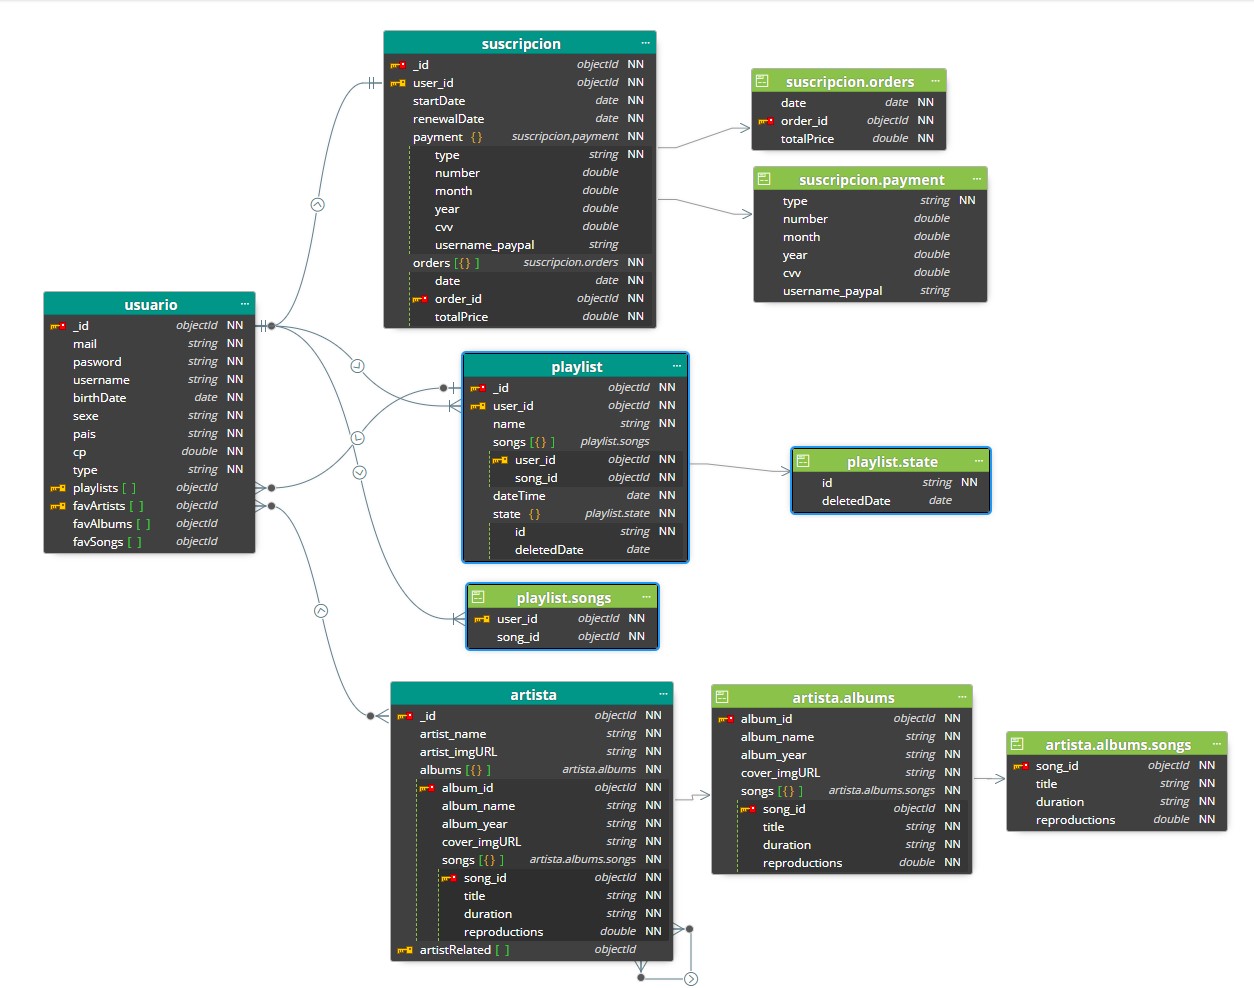 suscripcion ...
_id objectId NN
user_id objectId NN
startDate date NN
renewalDate date NN
payment {} suscripcion.payment NN
type string NN
number double
month double
year double
cvv double
username_paypal string
orders [{} ] suscripcion.orders NN
date date NN
order_id objectId NN
totalPrice double NN
suscripcion.orders ...
date date NN
order_id objectId NN
totalPrice double NN
suscripcion.payment ...
type string NN
number double
month double
year double
cvv double
username_paypal string
usuario ...
_id objectId NN
mail string NN
pasword string NN
username string NN
birthDate date NN
sexe string NN
pais string NN
cp double NN
type string NN
playlists [ ] objectId
favArtists [ ] objectId
favAlbums [ ] objectId
favSongs [ ] objectId
playlist ...
_id objectId NN
user_id objectId NN
name string NN
songs [{} ] playlist.songs
user_id objectId NN
song_id objectId NN
dateTime date NN
state {} playlist.state NN
id string NN
deletedDate date
playlist.state ...
id string NN
deletedDate date
playlist.songs ...
user_id objectId NN
song_id objectId NN
artista ...
_id objectId NN
artist_name string NN
artist_imgURL string NN
albums [{} ] artista.albums NN
album_id objectId NN
album_name string NN
album_year string NN
cover_imgURL string NN
songs [{} ] artista.albums.songs NN
song_id objectId NN
title string NN
duration string NN
reproductions double NN
artistRelated [ ] objectId
artista.albums ...
album_id objectId NN
album_name string NN
album_year string NN
cover_imgURL string NN
songs [{} ] artista.albums.songs NN
song_id objectId NN
title string NN
duration string NN
reproductions double NN
artista.albums.songs ...
song_id objectId NN
title string NN
duration string NN
reproductions double NN